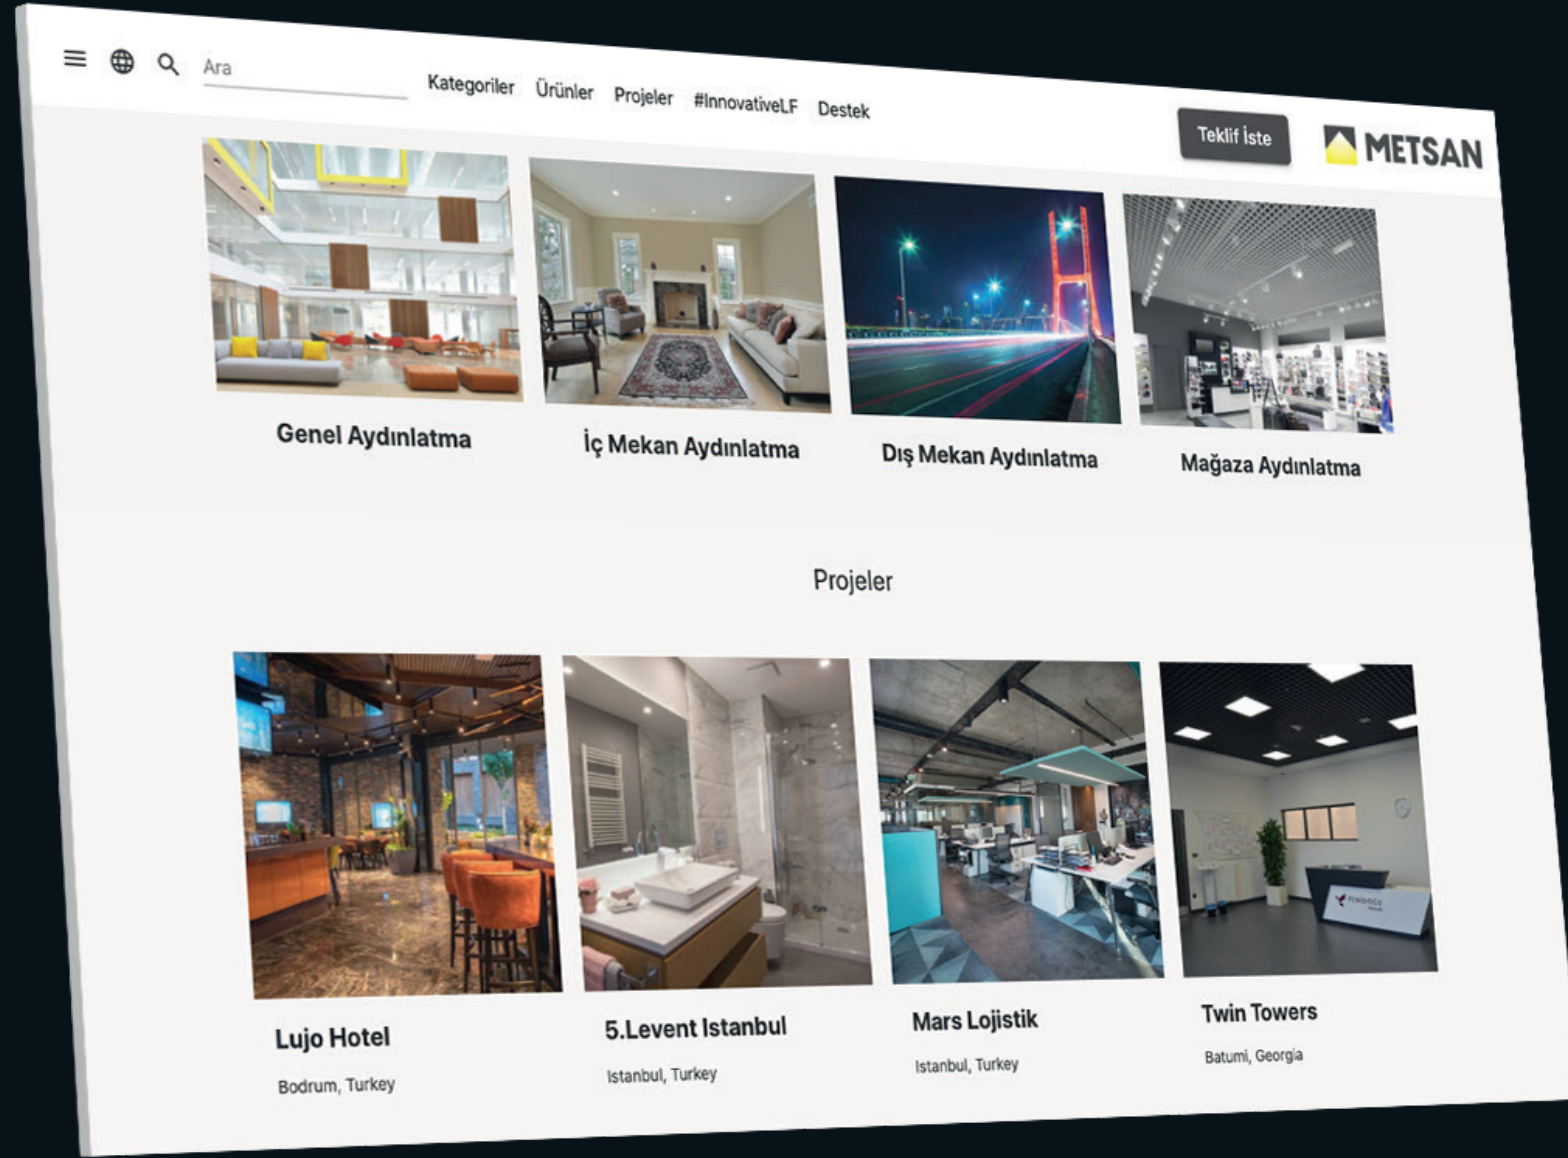 Ara
Kategoriler Ürünler Projeler #InnovativeLF Destek
Teklif İste
METSAN
Genel Aydınlatma
İç Mekan Aydınlatma
Dış Mekan Aydınlatma
Mağaza Aydınlatma
Projeler
Lujo Hotel
Bodrum, Turkey
5.Levent Istanbul
Istanbul, Turkey
Mars Lojistik
Istanbul, Turkey
Twin Towers
Batumi, Georgia